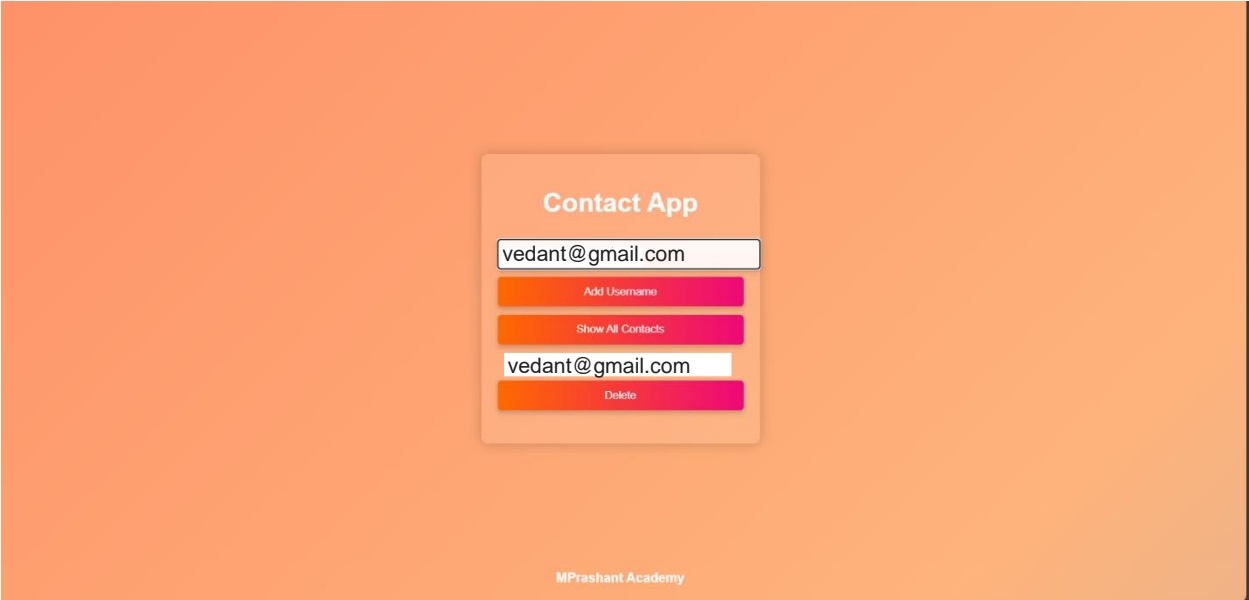 Contact App
vedant@gmail.com
Add Username
Show All Contacts
vedant@gmail.com
Delete
MPrashant Academy